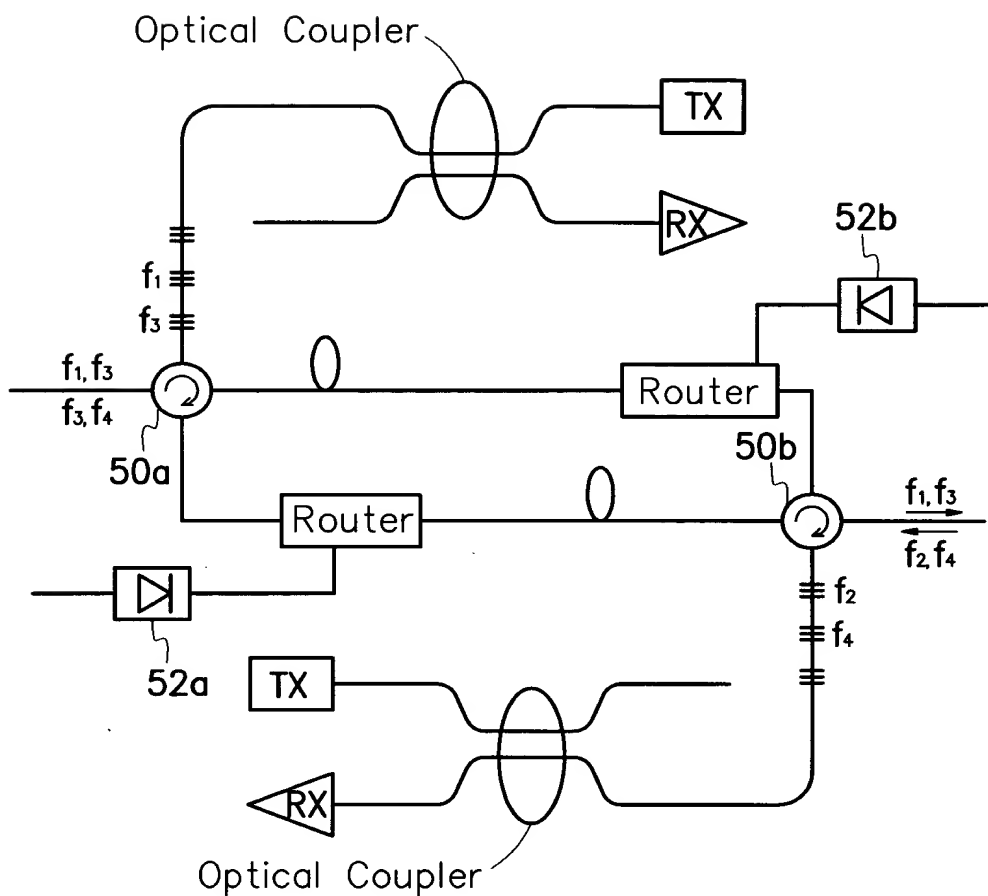 Optical Coupler
TX
RX
52b
f1
f3
f1,f3
f3,f4
50a
Router
50b
Router
f1,f3
f2,f4
f2
f4
52a
TX
RX
Optical Coupler